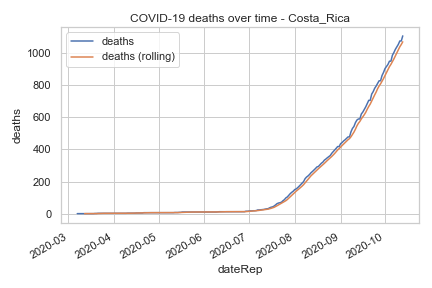 COVID-19 deaths over time - Costa_Rica
deaths
deaths (rolling)
deaths
1000
800
600
400
200
0
2020-03
2020-04
2020-05
2020-06
2020-07
2020-08
2020-09
2020-10
dateRep